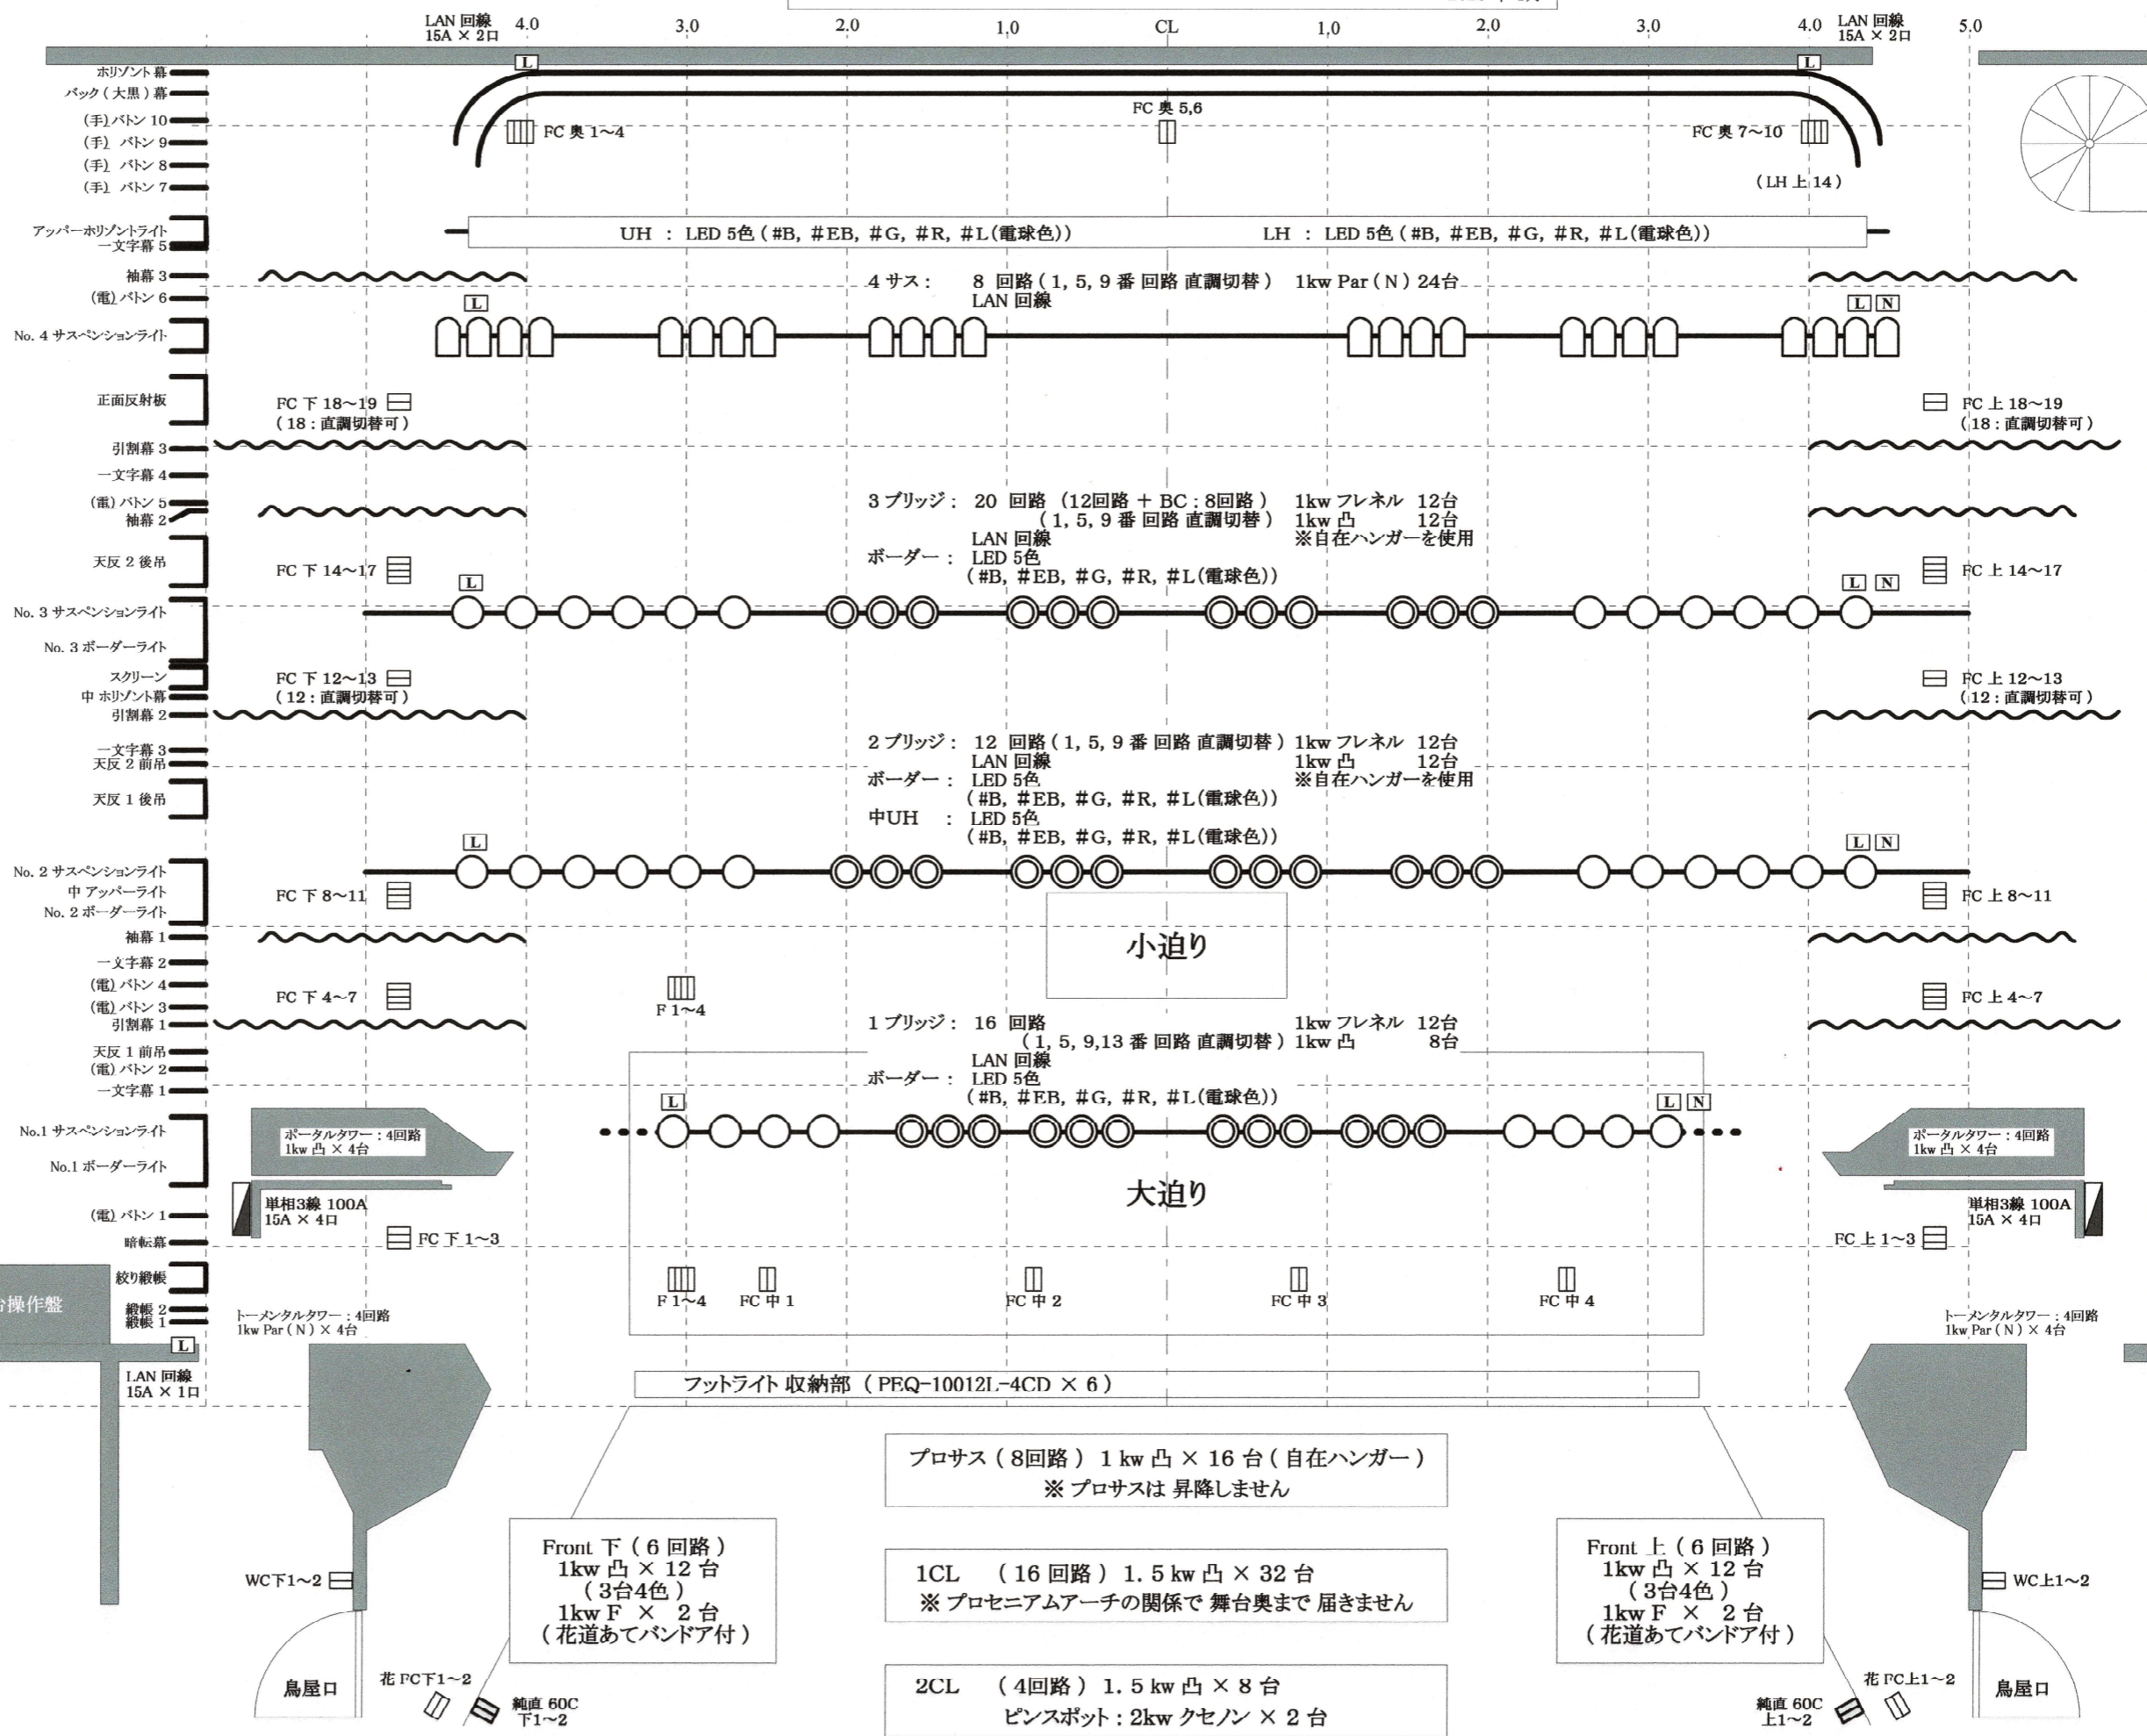 LAN 回線
15A × 2口
4.0 3.0 2.0 1,0 CL 1,0 2.0 3.0 4.0
LAN 回線
15A × 2口
5.0
ホリゾント幕
バック(大黒)幕
(手)バトン 10
(手) バトン 9
(手) バトン 8
(手) バトン 7
アッパーホリゾントライト
一文字幕 5
袖幕 3
(電)バトン 6
No. 4 サスペンションライト
正面反射板
引割幕 3
一文字幕 4
(電)バトン 5
袖幕 2
天反 2 後吊
No. 3 サスペンションライト
No. 3 ボーダーライト
スクリーン
中 ホリゾント幕
引割幕 2
一文字幕 3
天反 2 前吊
天反 1 後吊
No. 2 サスペンションライト
中 アッパーライト
No. 2 ボーダーライト
袖幕 1
一文字幕 2
(電)バトン 4
(電)バトン 3
引割幕 1
天反 1 前吊
(電)バトン 2
一文字幕 1
No.1 サスペンションライト
No.1 ボーダーライト
(電)バトン 1
暗転幕
絞り緞帳
緞帳 2
緞帳 1
台操作盤
L
LAN 回線
15A × 1口
L
L
FC 奥 1~4
FC 奥 5,6
FC 奥 7~10
(LH 上 14)
UH : LED 5色 ( #B, #EB, #G, #R, #L(電球色))
LH : LED 5色 ( #B, #EB, #G, #R, #L(電球色))
4 サス : 8 回路 ( 1, 5, 9 番 回路 直調切替 ) 1kw Par ( N ) 24台
LAN 回線
L
L N
FC 下 18~19
( 18 : 直調切替可 )
FC 上 18~19
( 18 : 直調切替可 )
3 ブリッジ : 20 回路 (12回路 + BC : 8回路 ) 1kw フレネル 12台
( 1, 5, 9 番 回路 直調切替 ) 1kw 凸 12台
LAN 回線 ※自在ハンガーを使用
ボーダー : LED 5色
( #B, #EB, #G, #R, #L(電球色))
FC 下 14~17
L
L N
FC 上 14~17
FC 下 12~13
( 12 : 直調切替可 )
FC 上 12~13
( 12 : 直調切替可 )
2 ブリッジ : 12 回路 ( 1, 5, 9 番 回路 直調切替 ) 1kw フレネル 12台
LAN 回線 1kw 凸 12台
ボーダー : LED 5色 ※自在ハンガーを使用
( #B, #EB, #G, #R, #L(電球色))
中UH : LED 5色
( #B, #EB, #G, #R, #L(電球色))
L
L N
FC 下 8~11
FC 上 8~11
小迫り
FC 下 4~7
F 1~4
FC 上 4~7
1 ブリッジ : 16 回路 1kw フレネル 12台
( 1, 5, 9,13 番 回路 直調切替 ) 1kw 凸 8台
LAN 回線
ボーダー : LED 5色
( #B, #EB, #G, #R, #L(電球色))
L
L N
ポータルタワー : 4回路
1kw 凸 × 4台
ポータルタワー : 4回路
1kw 凸 × 4台
大迫り
単相3線 100A
15A × 4口
単相3線 100A
15A × 4口
FC 下 1~3
FC 上 1~3
F 1~4
FC 中 1
FC 中 2
FC 中 3
FC 中 4
トーメンタルタワー : 4回路
1kw Par ( N ) × 4台
トーメンタルタワー : 4回路
1kw Par ( N ) × 4台
フットライト 収納部 ( PEQ-10012L-4CD × 6 )
プロサス ( 8回路 ) 1 kw 凸 × 16 台 ( 自在ハンガー )
※ プロサスは 昇降しません
Front 下 ( 6 回路 )
1kw 凸 × 12 台
( 3台4色 )
1kw F × 2 台
( 花道あてバンドア付 )
1CL ( 16 回路 ) 1. 5 kw 凸 × 32 台
※ プロセニアムアーチの関係で 舞台奥まで 届きません
Front 上 ( 6 回路 )
1kw 凸 × 12 台
( 3台4色 )
1kw F × 2 台
( 花道あてバンドア付 )
2CL ( 4回路 ) 1. 5 kw 凸 × 8 台
ピンスポット : 2kw クセノン × 2 台
WC下1~2
WC上1~2
鳥屋口
花 FC下1~2
純直 60C
下1~2
純直 60C
上1~2
花 FC上1~2
鳥屋口